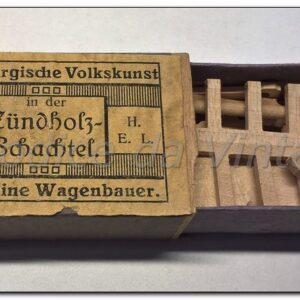 rgische Volkskunst
in der
Zündholz-
Schachtel.
H.
E. L.
ine Wagenbauer.